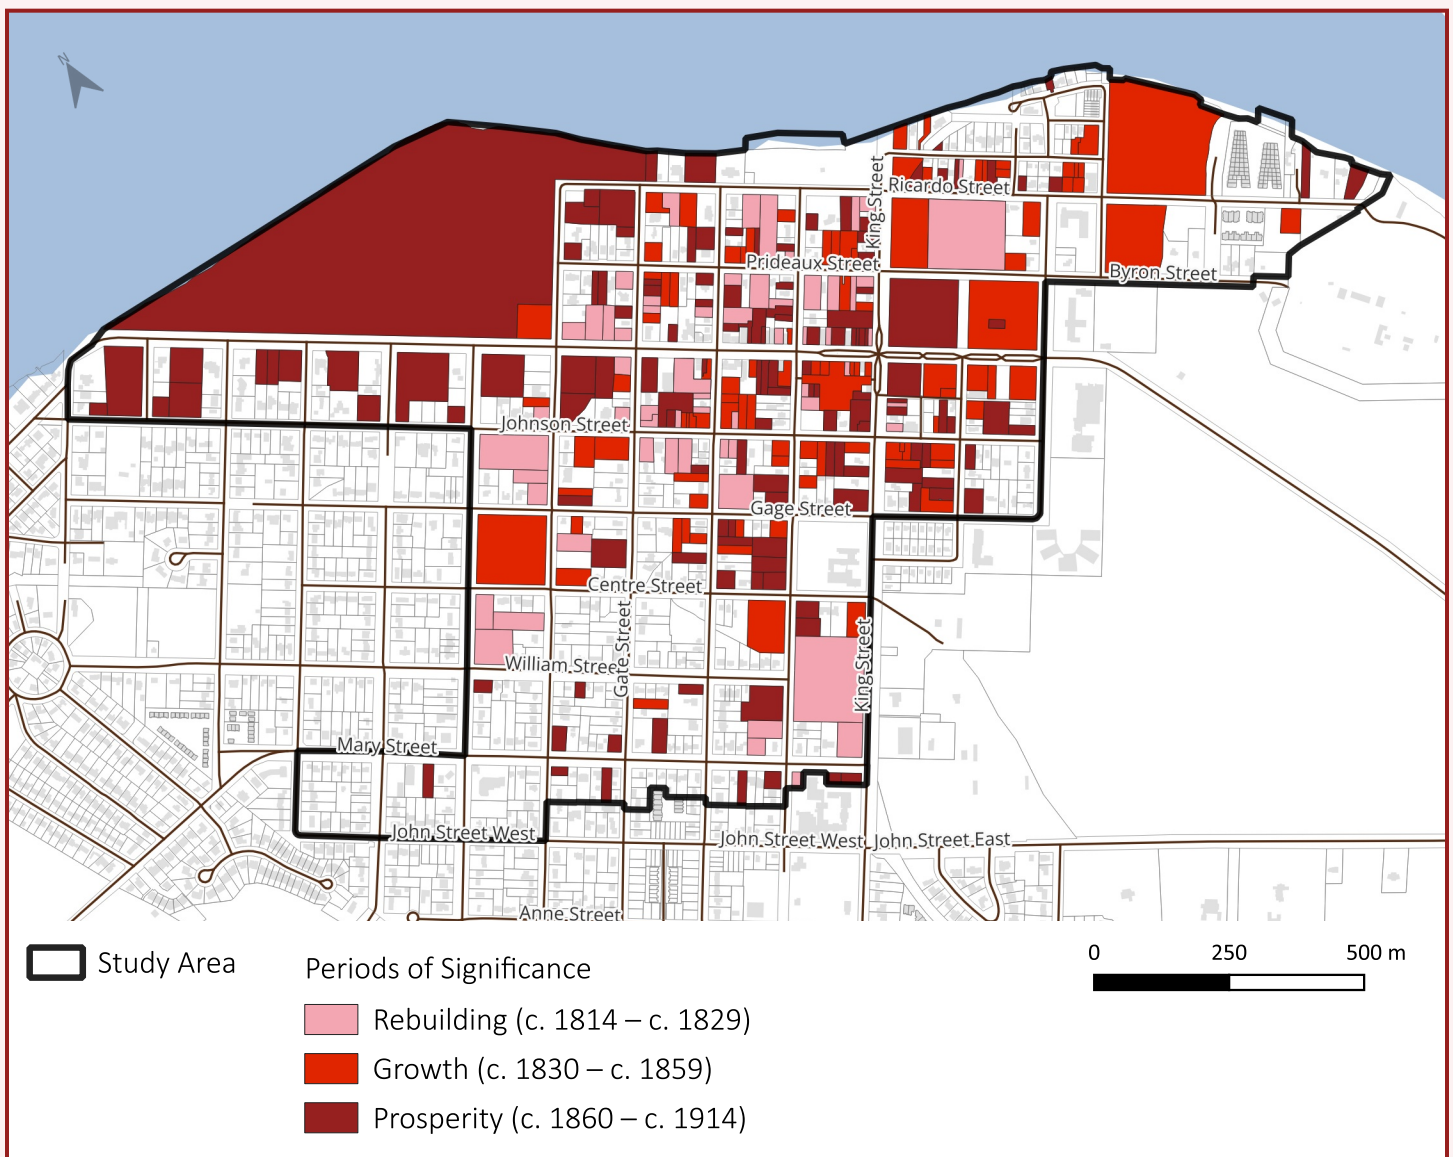 N
King Street
Ricardo Street
Prideaux Street
Byron Street
Johnson Street
Gage Street
Centre Street
Gate Street
William Stree
King Street
Mary Street
John Street West
John Street West
John Street East
Anne Street
Study Area
Periods of Significance
Rebuilding (c. 1814 – c. 1829)
Growth (c. 1830 – c. 1859)
Prosperity (c. 1860 – c. 1914)
0 250 500 m